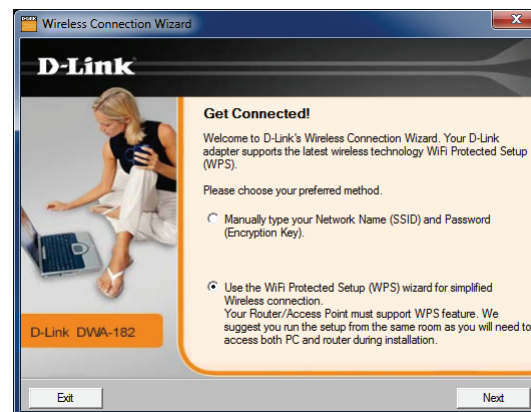 Wireless Connection Wizard
D-Link
Get Connected!
Welcome to D-Link's Wireless Connection Wizard. Your D-Link
adapter supports the latest wireless technology WiFi Protected Setup
(WPS).
Please choose your preferred method.
Manually type your Network Name (SSID) and Password
(Encryption Key).
Use the WiFi Protected Setup (WPS) wizard for simplified
Wireless connection.
Your Router/Access Point must support WPS feature. We
suggest you run the setup from the same room as you will need to
access both PC and router during installation.
D-Link DWA-182
Exit
Next